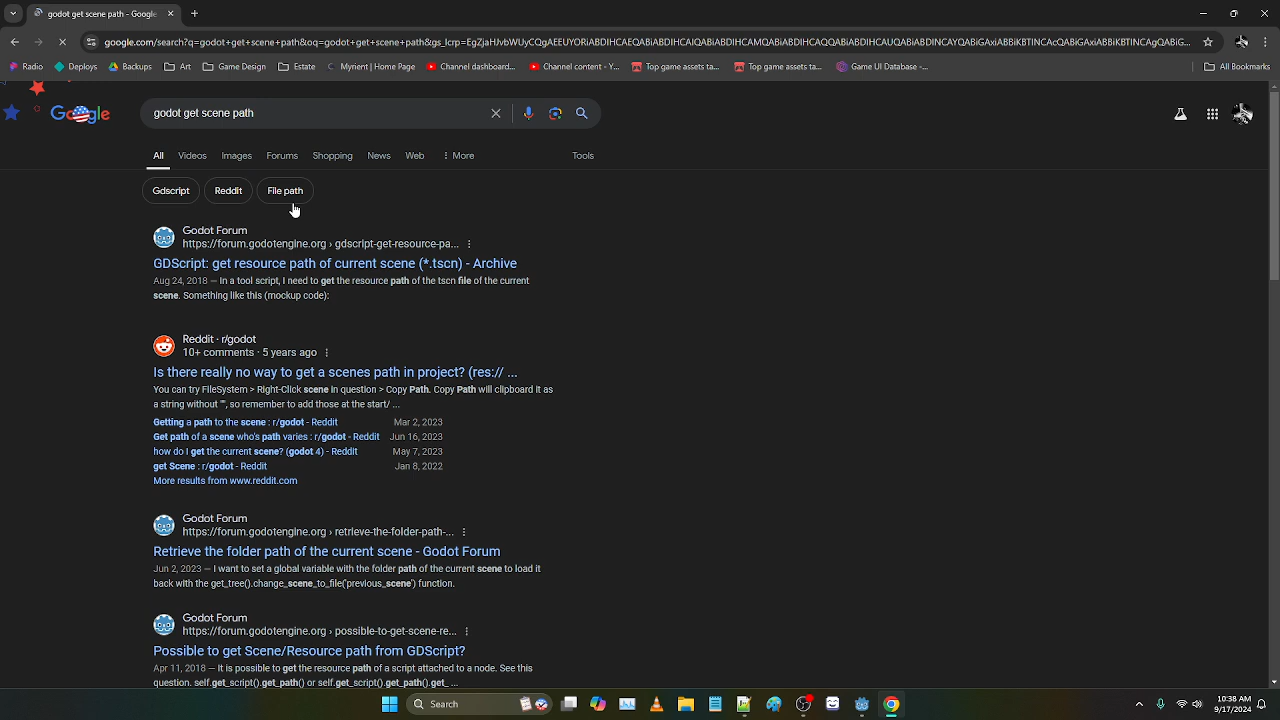 godot get scene path - Google
google.com/search?q=godot+get+scene+path&oq=godot+get+scene+path&gs_lcrp=EgZjaHJvbWUyCQgAEEUYORiABDIHCAEQABiABDIHCAIQABiABDIHCAMQABiABDIHCAQQABiABDIHCAUQABiABDINCAYQABiGAxiABBiKBTINCAcQABiGAxiABBiKBTINCAgQABiG...
Radio
Deploys
Backups
Art
Game Design
Estate
Myrient | Home Page
Channel dashboard...
Channel content - Y...
Top game assets ta...
Top game assets ta...
Game UI Database -...
All Bookmarks
Google
godot get scene path
All
Videos
Images
Forums
Shopping
News
Web
More
Tools
Gdscript
Reddit
File path
Godot Forum
https://forum.godotengine.org › gdscript-get-resource-pa...
GDScript: get resource path of current scene (*.tscn) - Archive
Aug 24, 2018 — In a tool script, I need to get the resource path of the tscn file of the current
scene. Something like this (mockup code):
Reddit · r/godot
10+ comments · 5 years ago
Is there really no way to get a scenes path in project? (res:// ...
You can try FileSystem > Right-Click scene in question > Copy Path. Copy Path will clipboard it as
a string without "", so remember to add those at the start/ ...
Getting a path to the scene : r/godot - Reddit Mar 2, 2023
Get path of a scene who's path varies : r/godot - Reddit Jun 16, 2023
how do I get the current scene? (godot 4) - Reddit May 7, 2023
get Scene : r/godot - Reddit Jan 8, 2022
More results from www.reddit.com
Godot Forum
https://forum.godotengine.org › retrieve-the-folder-path-...
Retrieve the folder path of the current scene - Godot Forum
Jun 2, 2023 — I want to set a global variable with the folder path of the current scene to load it
back with the get_tree().change_scene_to_file('previous_scene') function.
Godot Forum
https://forum.godotengine.org › possible-to-get-scene-re...
Possible to get Scene/Resource path from GDScript?
Apr 11, 2018 — It is possible to get the resource path of a script attached to a node. See this
question. self.get_script().get_path() or self.get_script().get_path().get_ ...
Search
10:38 AM
9/17/2024